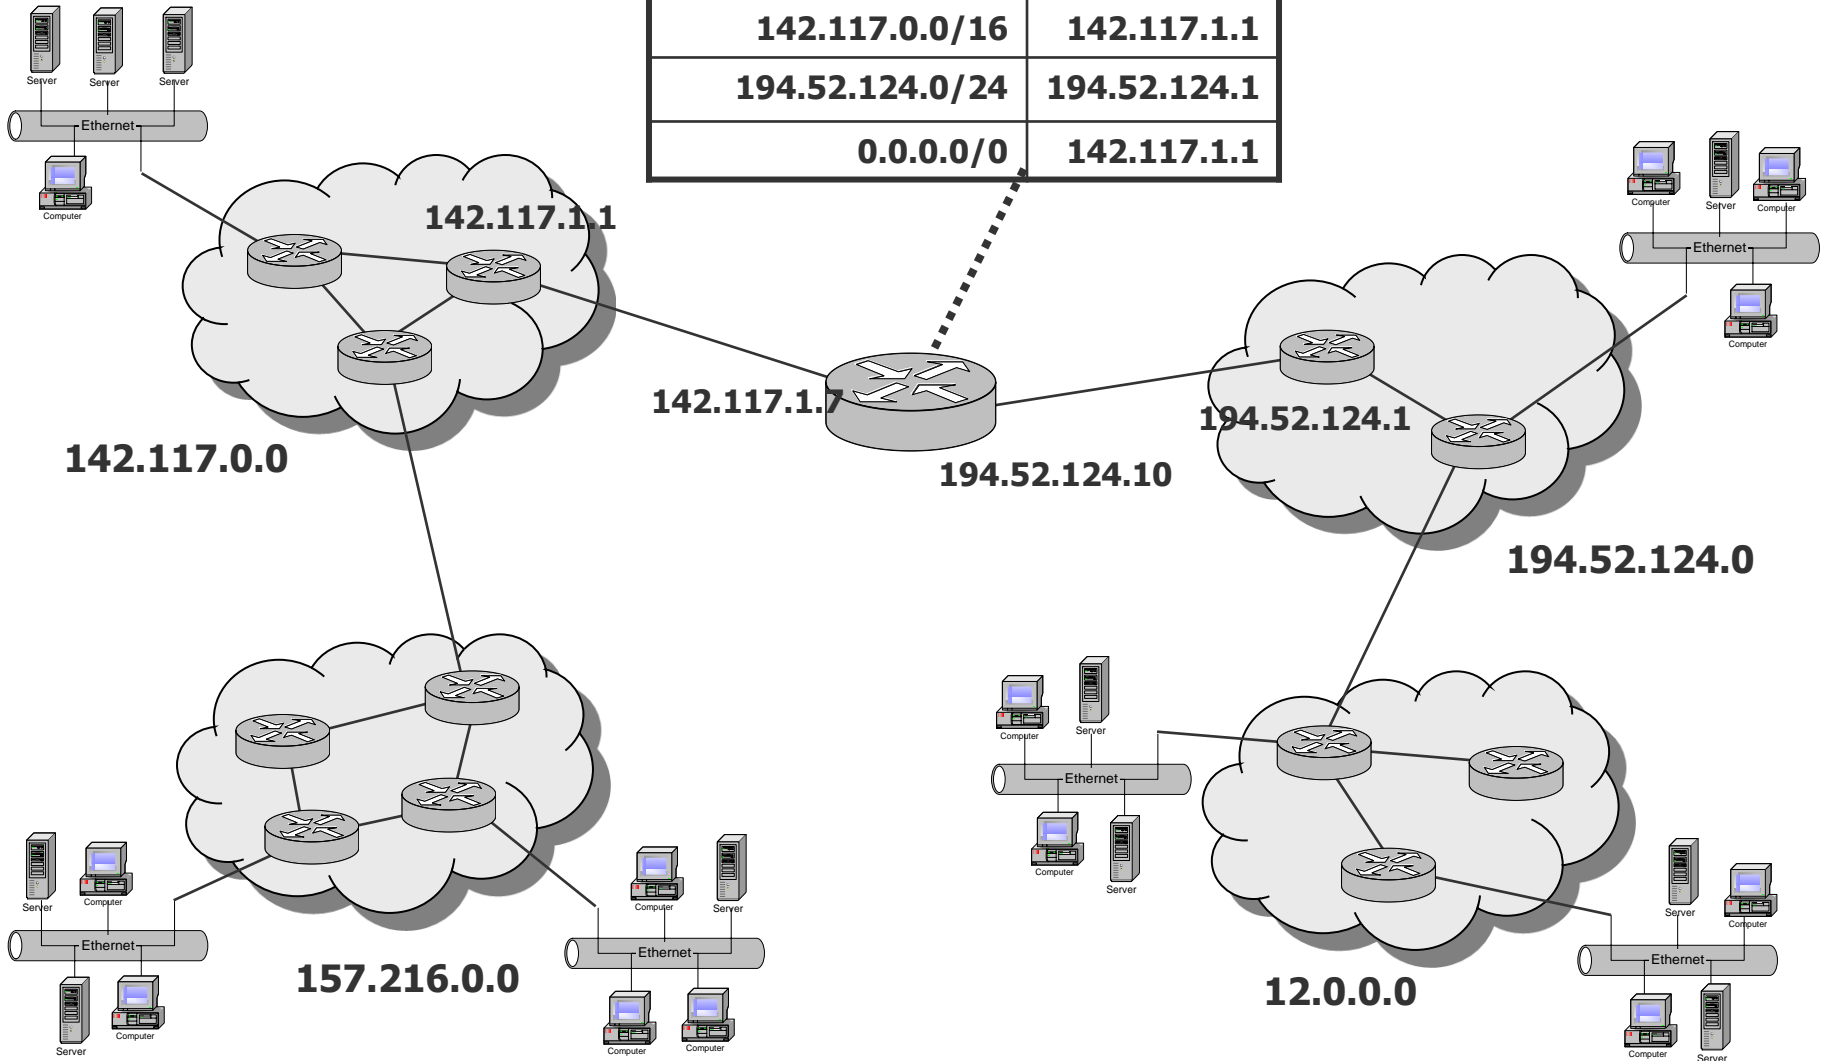 142.117.0.0/16 142.117.1.1
194.52.124.0/24 194.52.124.1
0.0.0.0/0 142.117.1.1
Server Server Server
Ethernet
Computer
142.117.1.1
142.117.0.0
142.117.1.7
194.52.124.10
Computer Server Computer
Ethernet
Computer
194.52.124.1
194.52.124.0
Server Computer
Ethernet
Server Computer
157.216.0.0
Computer Server
Ethernet
Computer Computer
Computer Server
Ethernet
Computer Server
12.0.0.0
Server Computer
Ethernet
Computer Server